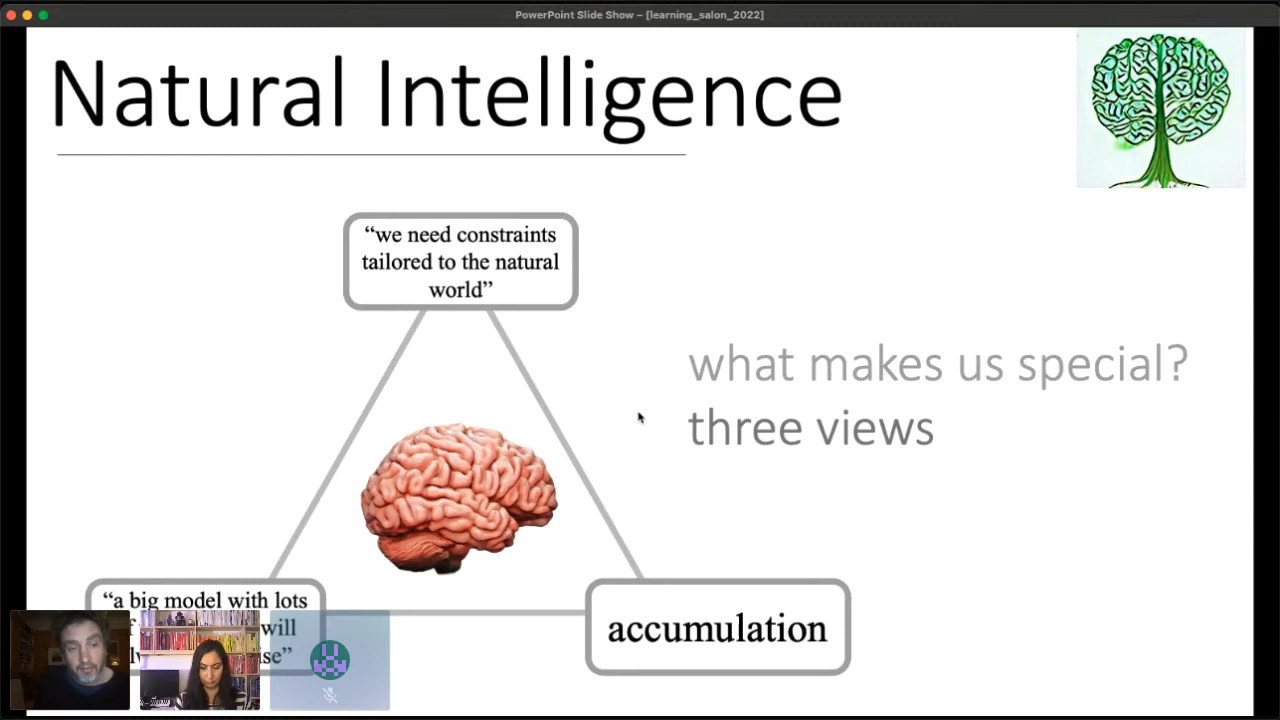 PowerPoint Slide Show – [learning_salon_2022]
Natural Intelligence
“we need constraints
tailored to the natural
world”
what makes us special?
three views
“a big model with lots
will
accumulation